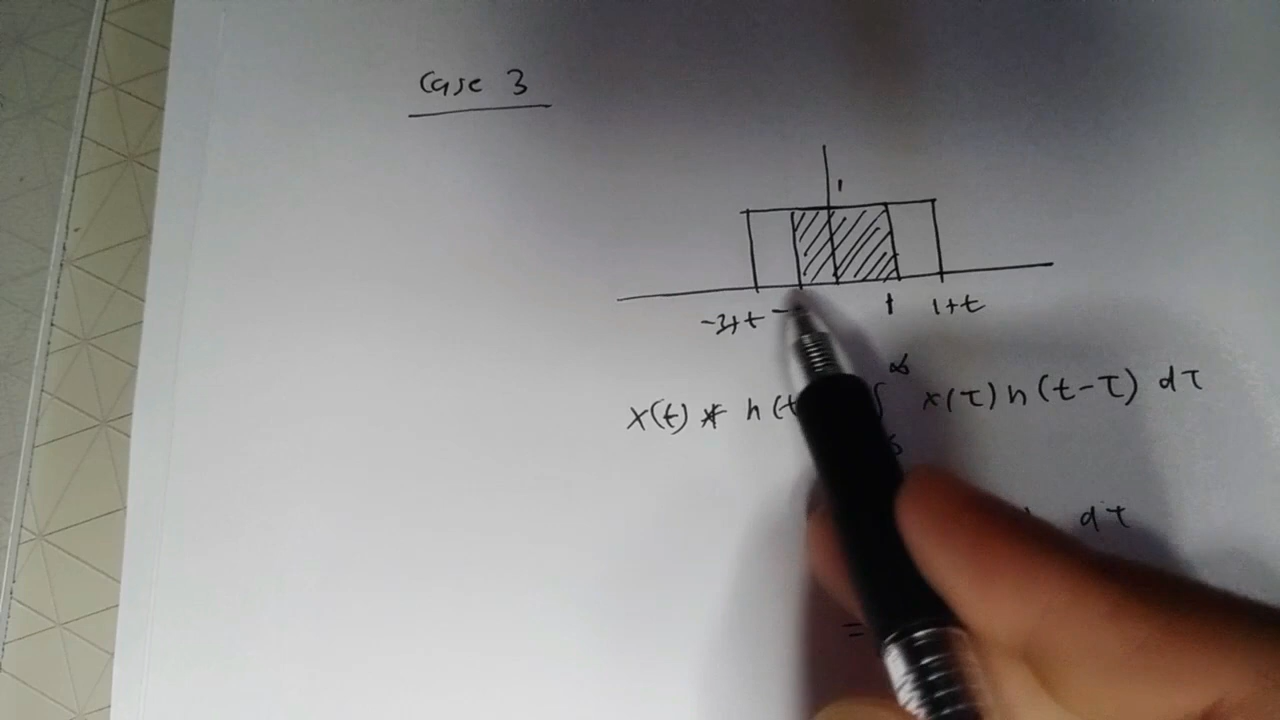 Case 3
1
-3+t - 1 1+t
x(t) * h(t ∫ ∞ x(τ) h(t-τ) dτ
dτ
=